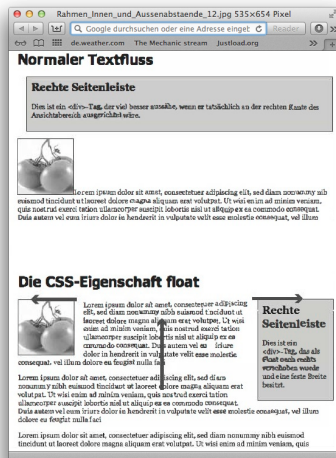 Rahmen_Innen_und_Aussenabstaende_12.jpg 535×654 Pixel
Google durchsuchen oder eine Adresse eingeb
Reader
de.weather.com The Mechanic stream Justload.org
Normaler Textfluss
Rechte Seitenleiste
Dies ist ein <div>-Tag, der viel besser aussähe, wenn er tatsächlich an der rechten Kante des
Ansichtsbereich ausgerichtet wäre.
Lorem ipsum dolor sit amet, consectetuer adipiscing elit, sed diam nonummy nib
euismod tincidunt ut laoreet dolore magna aliquam erat volutpat. Ut wisi enim ad minim veniam,
quis nostrud exerci tation ullamcorper suscipit lobortis nisl ut aliquip ex ea commodo consequat.
Duis autem vel eum iriure dolor in hendrerit in vulputate velit esse molestie consequat, vel illum
Die CSS-Eigenschaft float
Lorem ipsum dolor sit amet, consectetuer adipiscing
elit, sed diam nonummy nibh euismod tincidunt ut
laoreet dolore magna aliquam erat volutpat. Ut wisi
enim ad minim veniam, quis nostrud exerci tation
ullamcorper suscipit lobortis nisl ut aliquip ex ea
commodo consequat. Duis autem vel eu iriure
dolor in hendrerit in vulputate velit esse molestie
consequat, vel illum dolore eu feugiat nulla faci
Lorem ipsum dolor sit amet, consectetuer adipiscing elit, sed diam
nonummy nibh euismod tincidunt ut laoreet dolore magna aliquam erat
volutpat. Ut wisi enim ad minim veniam, quis nostrud exerci tation
ullamcorper suscipit lobortis nisl ut aliquip ex ea commodo consequat.
Duis autem vel eum iriure dolor in hendrerit in vulputate velit esse molestie consequat, vel illum
dolore eu feugiat nulla faci
Rechte
Seitenleiste
Dies ist ein
<div>-Tag, das als
float nach rechts
verschoben wurde
und eine feste Breite
besitzt.
Lorem ipsum dolor sit amet, consectetuer adipiscing elit, sed diam nonummy nibh euismod
tincidunt ut laoreet dolore magna aliquam erat volutpat. Ut wisi enim ad minim veniam, quis